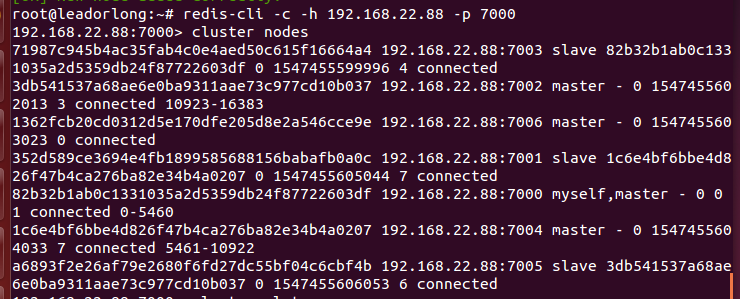 root@leadorlong:~# redis-cli -c -h 192.168.22.88 -p 7000
192.168.22.88:7000> cluster nodes
71987c945b4ac35fab4c0e4aed50c615f16664a4 192.168.22.88:7003 slave 82b32b1ab0c133
1035a2d5359db24f87722603df 0 1547455599996 4 connected
3db541537a68ae6e0ba9311aae73c977cd10b037 192.168.22.88:7002 master - 0 154745560
2013 3 connected 10923-16383
1362fcb20cd0312d5e170dfe205d8e2a546cce9e 192.168.22.88:7006 master - 0 154745560
3023 0 connected
352d589ce3694e4fb1899585688156babafb0a0c 192.168.22.88:7001 slave 1c6e4bf6bbe4d8
26f47b4ca276ba82e34b4a0207 0 1547455605044 7 connected
82b32b1ab0c1331035a2d5359db24f87722603df 192.168.22.88:7000 myself,master - 0 0
1 connected 0-5460
1c6e4bf6bbe4d826f47b4ca276ba82e34b4a0207 192.168.22.88:7004 master - 0 154745560
4033 7 connected 5461-10922
a6893f2e26af79e2680f6fd27dc55bf04c6cbf4b 192.168.22.88:7005 slave 3db541537a68ae
6e0ba9311aae73c977cd10b037 0 1547455606053 6 connected